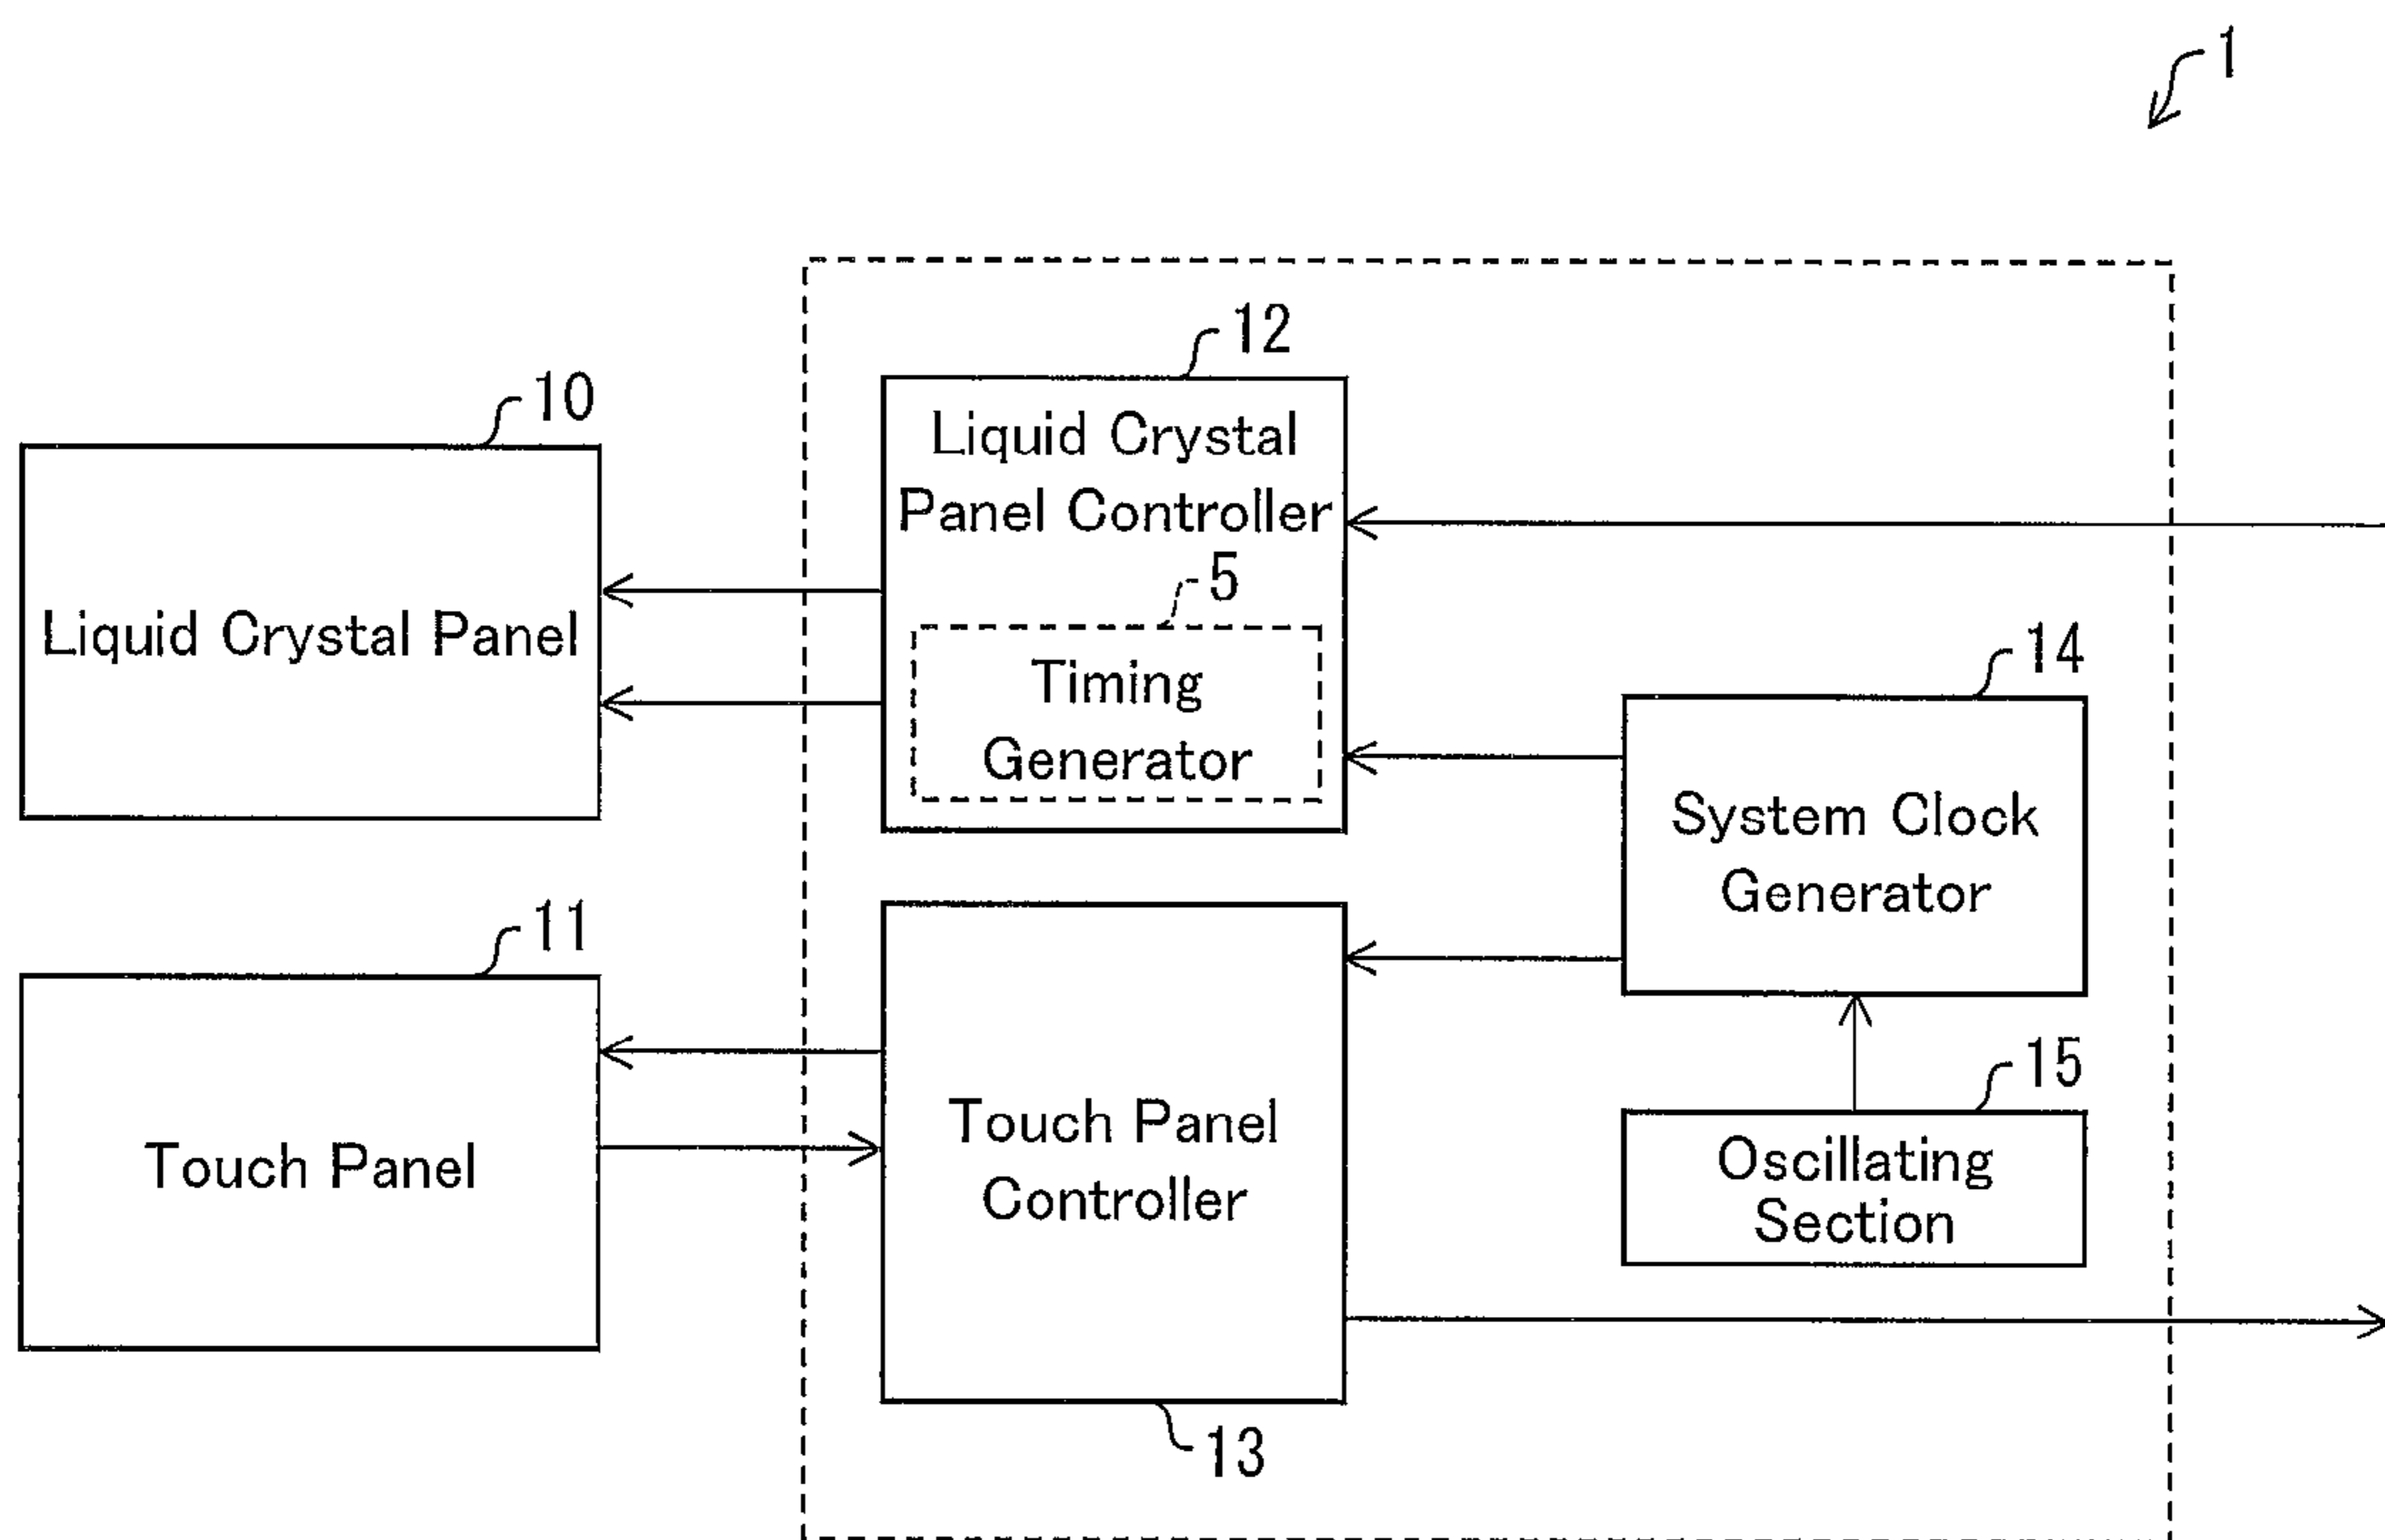 1
12
Liquid Crystal
Panel Controller
5
Timing
Generator
10
Liquid Crystal Panel
14
System Clock
Generator
11
Touch Panel
Touch Panel
Controller
13
15
Oscillating
Section